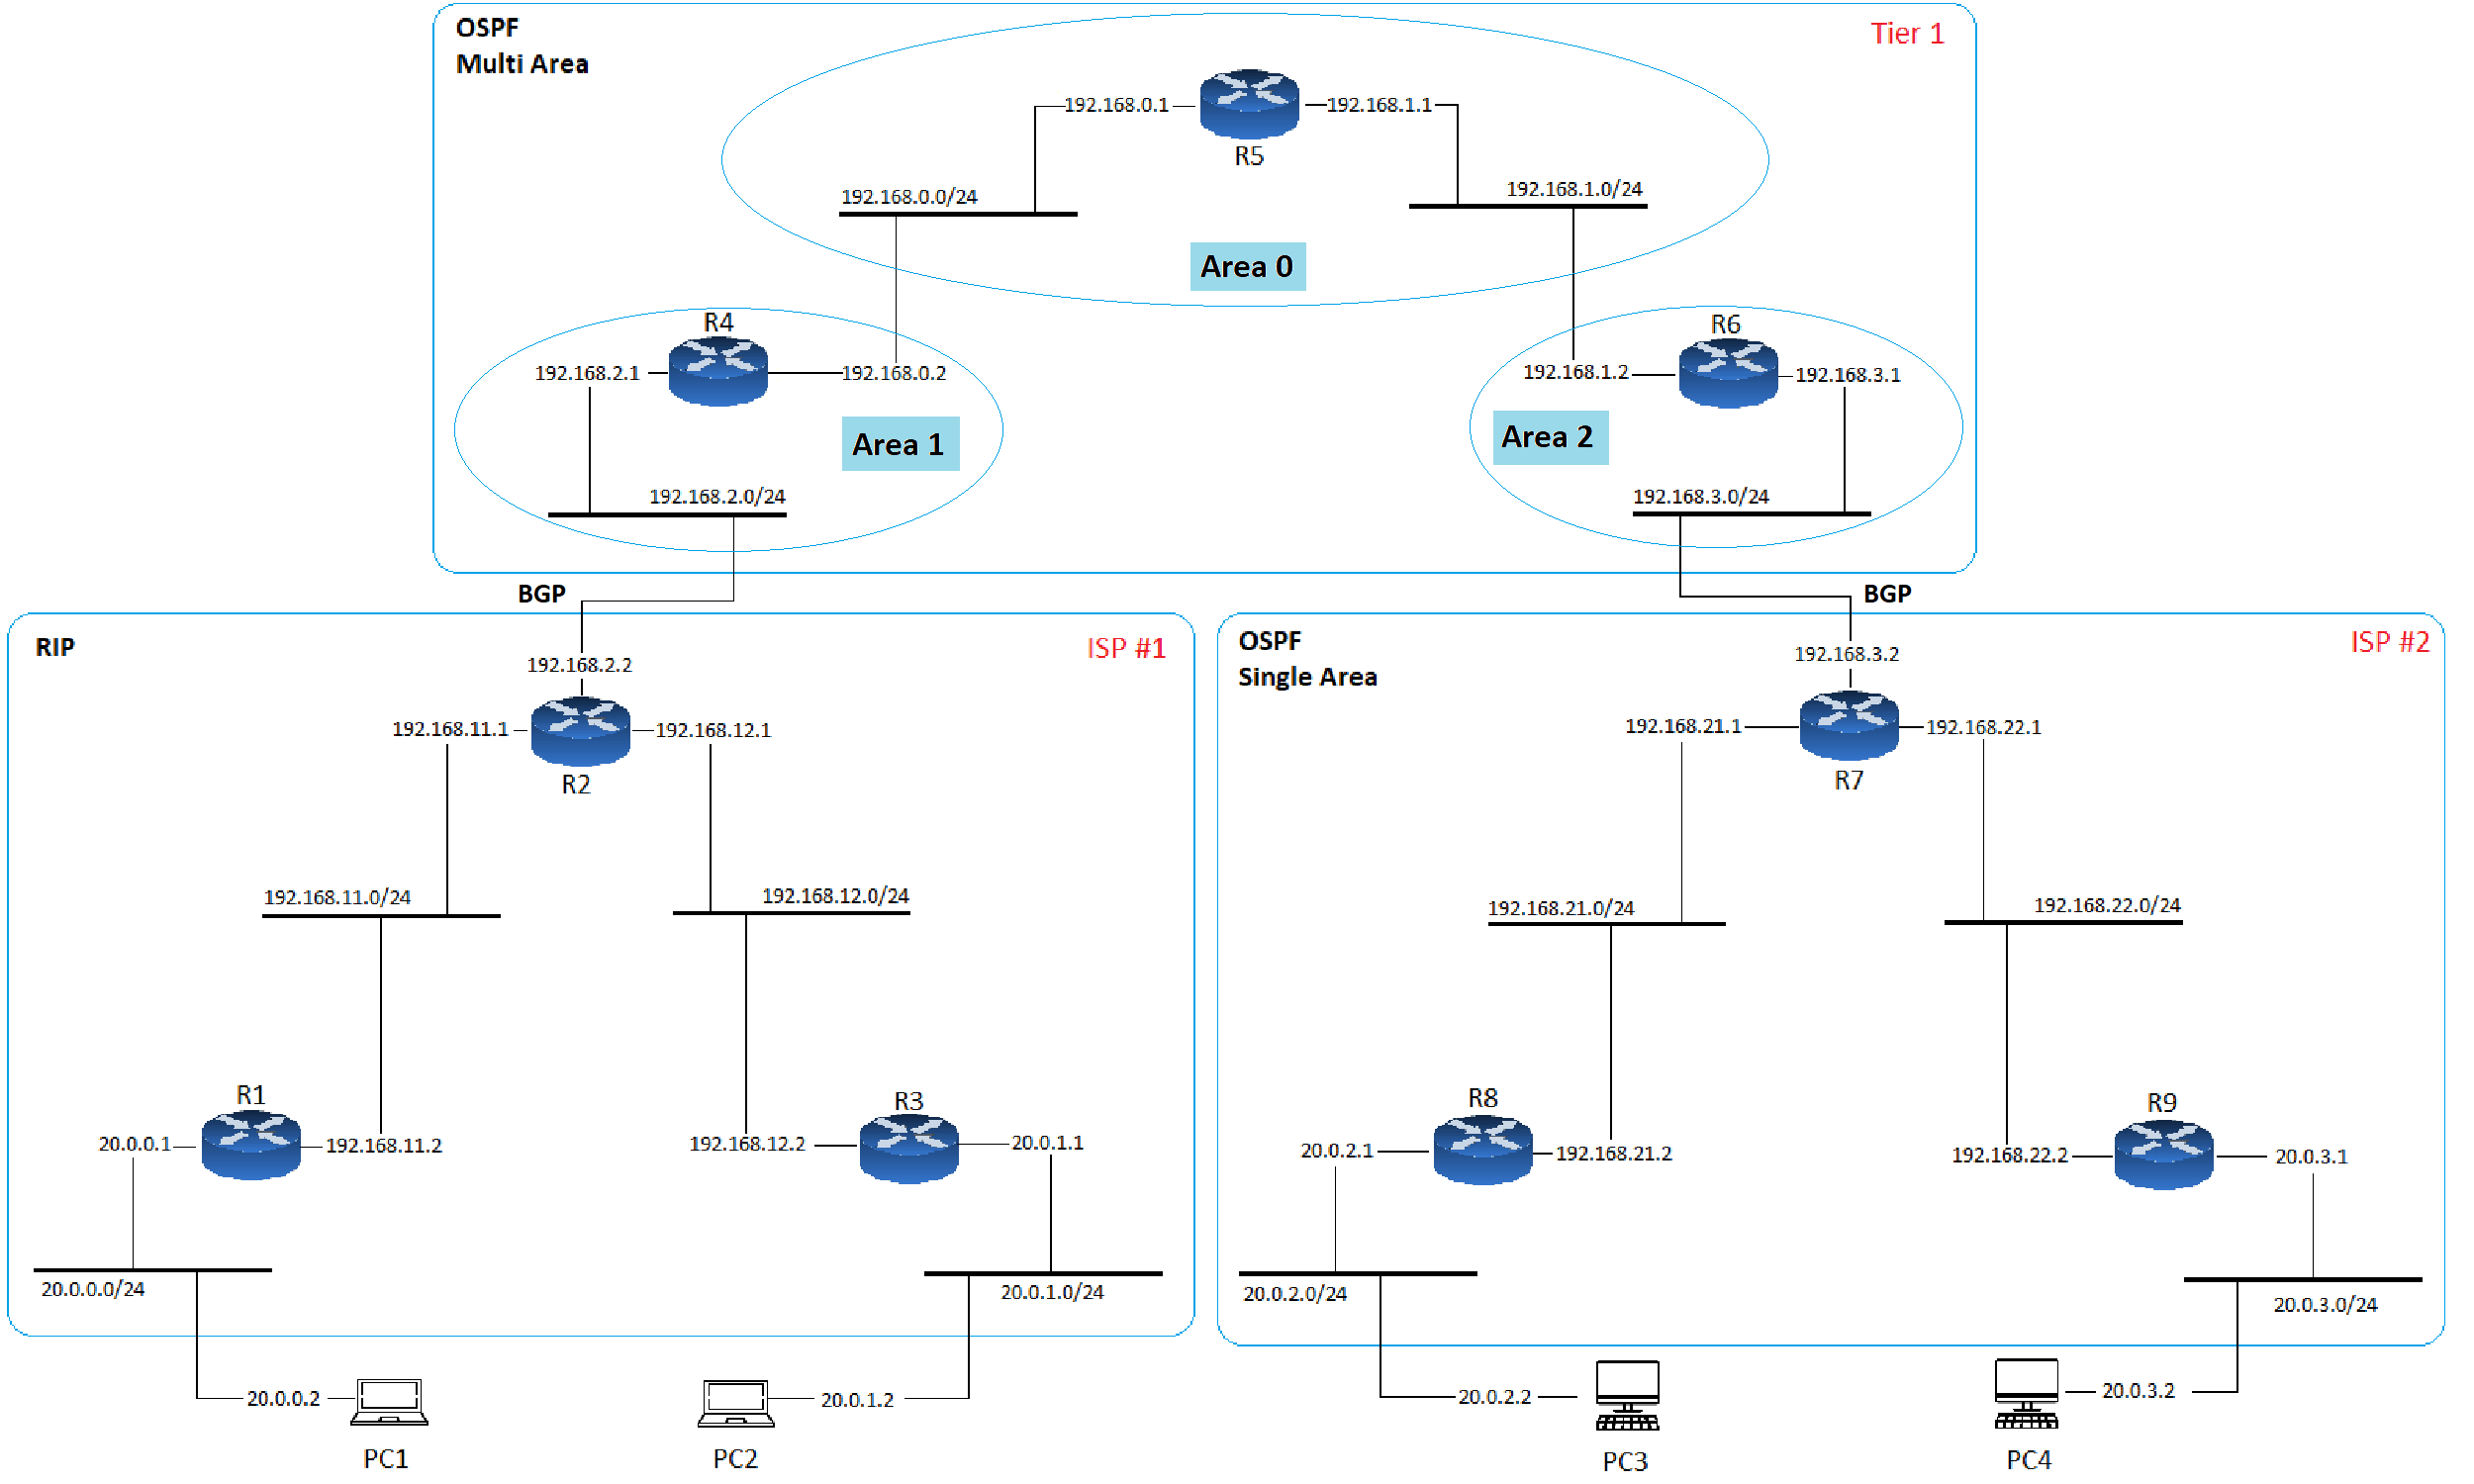 OSPF
Multi Area
Tier 1
192.168.0.1
192.168.1.1
R5
192.168.0.0/24
192.168.1.0/24
Area 0
R4
R6
192.168.2.1
192.168.0.2
192.168.1.2
192.168.3.1
Area 1
Area 2
192.168.2.0/24
192.168.3.0/24
BGP
BGP
RIP
ISP #1
192.168.2.2
192.168.11.1
192.168.12.1
R2
192.168.11.0/24
192.168.12.0/24
R1
R3
20.0.0.1
192.168.11.2
192.168.12.2
20.0.1.1
20.0.0.0/24
20.0.1.0/24
20.0.0.2
20.0.1.2
PC1
PC2
OSPF
Single Area
ISP #2
192.168.3.2
192.168.21.1
192.168.22.1
R7
192.168.21.0/24
192.168.22.0/24
R8
R9
20.0.2.1
192.168.21.2
192.168.22.2
20.0.3.1
20.0.2.0/24
20.0.3.0/24
20.0.2.2
20.0.3.2
PC3
PC4